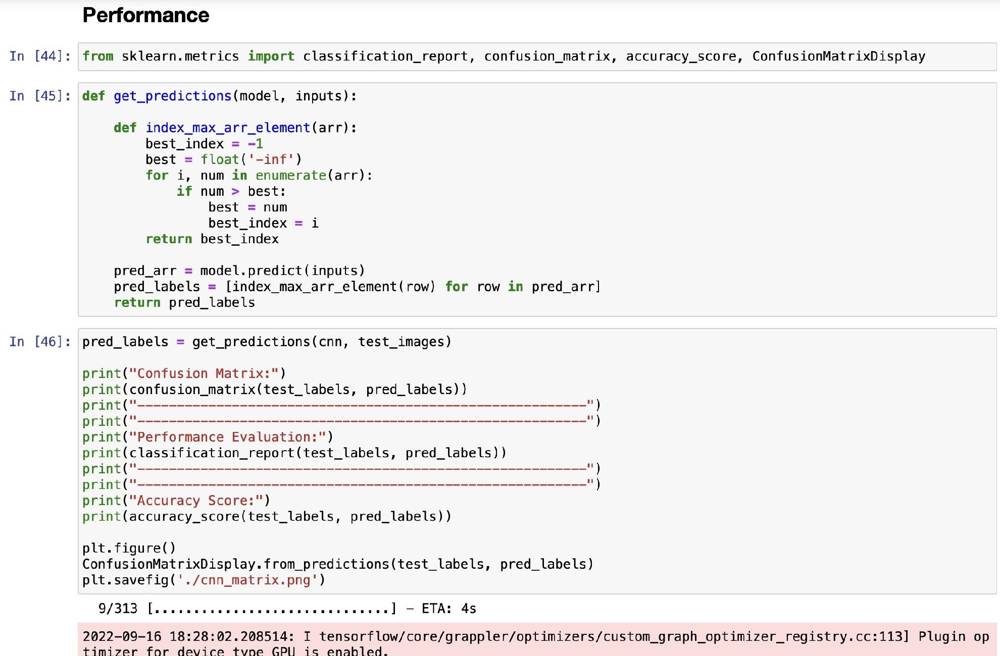 Performance
In [44]: from sklearn.metrics import classification_report, confusion_matrix, accuracy_score, ConfusionMatrixDisplay
In [45]: def get_predictions(model, inputs):
    def index_max_arr_element(arr):
        best_index = -1
        best = float('-inf')
        for i, num in enumerate(arr):
            if num > best:
                best = num
                best_index = i
        return best_index
    pred_arr = model.predict(inputs)
    pred_labels = [index_max_arr_element(row) for row in pred_arr]
    return pred_labels
In [46]: pred_labels = get_predictions(cnn, test_images)
print("Confusion Matrix:")
print(confusion_matrix(test_labels, pred_labels))
print("---------------------------------------------------------")
print("---------------------------------------------------------")
print("Performance Evaluation:")
print(classification_report(test_labels, pred_labels))
print("---------------------------------------------------------")
print("---------------------------------------------------------")
print("Accuracy Score:")
print(accuracy_score(test_labels, pred_labels))
plt.figure()
ConfusionMatrixDisplay.from_predictions(test_labels, pred_labels)
plt.savefig('./cnn_matrix.png')
  9/313 [..............................] - ETA: 4s
2022-09-16 18:28:02.208514: I tensorflow/core/grappler/optimizers/custom_graph_optimizer_registry.cc:113] Plugin op
timizer for device_type GPU is enabled.